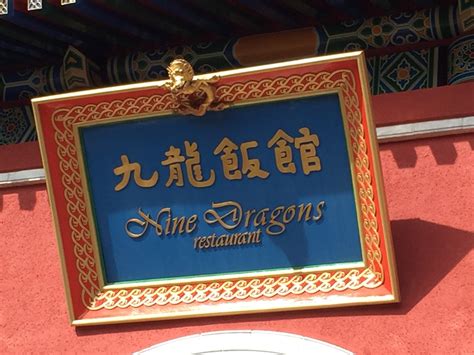 九龍飯館
Nine Dragons
restaurant